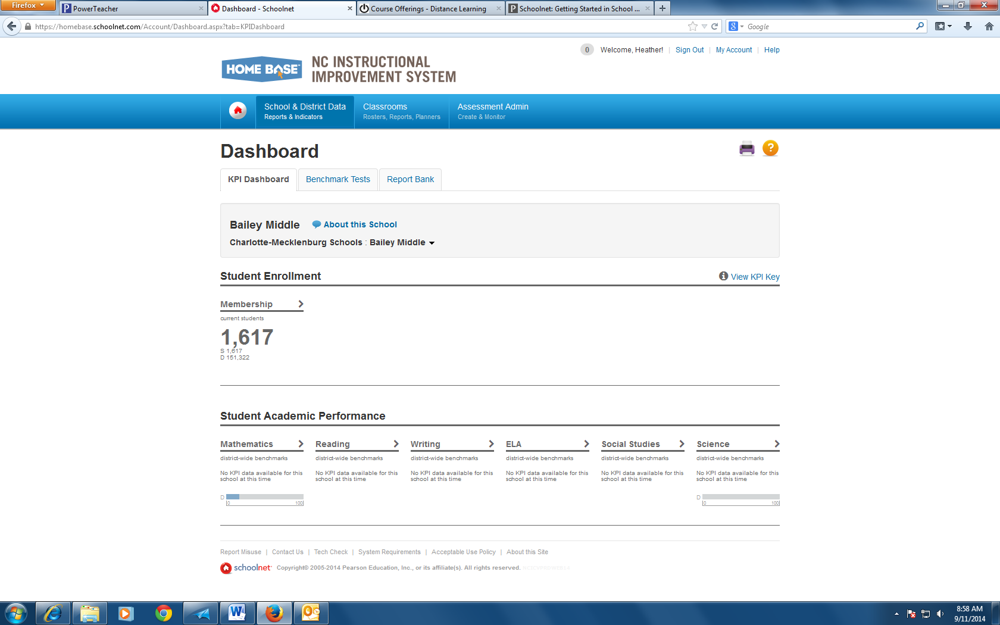 Firefox
PowerTeacher
Dashboard - Schoolnet
Course Offerings - Distance Learning
Schoolnet: Getting Started in School ...
https://homebase.schoolnet.com/Account/Dashboard.aspx?tab=KPIDashboard
Google
0 Welcome, Heather! | Sign Out | My Account | Help
HOME BASE
NC INSTRUCTIONAL
IMPROVEMENT SYSTEM
School & District Data
Reports & Indicators
Classrooms
Rosters, Reports, Planners
Assessment Admin
Create & Monitor
Dashboard
KPI Dashboard
Benchmark Tests
Report Bank
Bailey Middle
About this School
Charlotte-Mecklenburg Schools : Bailey Middle
Student Enrollment
View KPI Key
Membership
current students
1,617
S 1,617
D 151,322
Student Academic Performance
Mathematics
district-wide benchmarks
No KPI data available for this
school at this time
D
0 100
Reading
district-wide benchmarks
No KPI data available for this
school at this time
Writing
district-wide benchmarks
No KPI data available for this
school at this time
ELA
district-wide benchmarks
No KPI data available for this
school at this time
Social Studies
district-wide benchmarks
No KPI data available for this
school at this time
Science
district-wide benchmarks
No KPI data available for this
school at this time
D
0 100
Report Misuse | Contact Us | Tech Check | System Requirements | Acceptable Use Policy | About this Site
schoolnet Copyright© 2005-2014 Pearson Education, Inc., or its affiliate(s). All rights reserved.
8:58 AM
9/11/2014